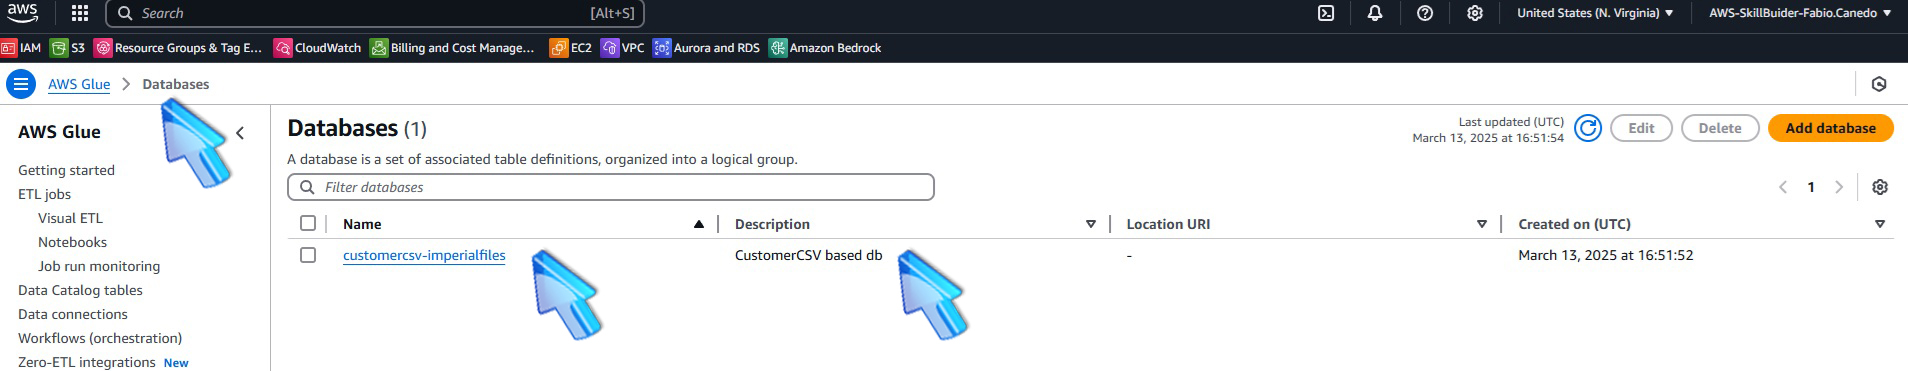 aws Search [Alt+S] United States (N. Virginia) AWS-SkillBuider-Fabio.Canedo
IAM S3 Resource Groups & Tag E... CloudWatch Billing and Cost Manage... EC2 VPC Aurora and RDS Amazon Bedrock
AWS Glue Databases
AWS Glue
Getting started
ETL jobs
Visual ETL
Notebooks
Job run monitoring
Data Catalog tables
Data connections
Workflows (orchestration)
Zero-ETL integrations New
Databases (1)
Last updated (UTC)
March 13, 2025 at 16:51:54
Edit Delete Add database
A database is a set of associated table definitions, organized into a logical group.
Filter databases
1
Name Description Location URI Created on (UTC)
customercsv-imperialfiles CustomerCSV based db - March 13, 2025 at 16:51:52